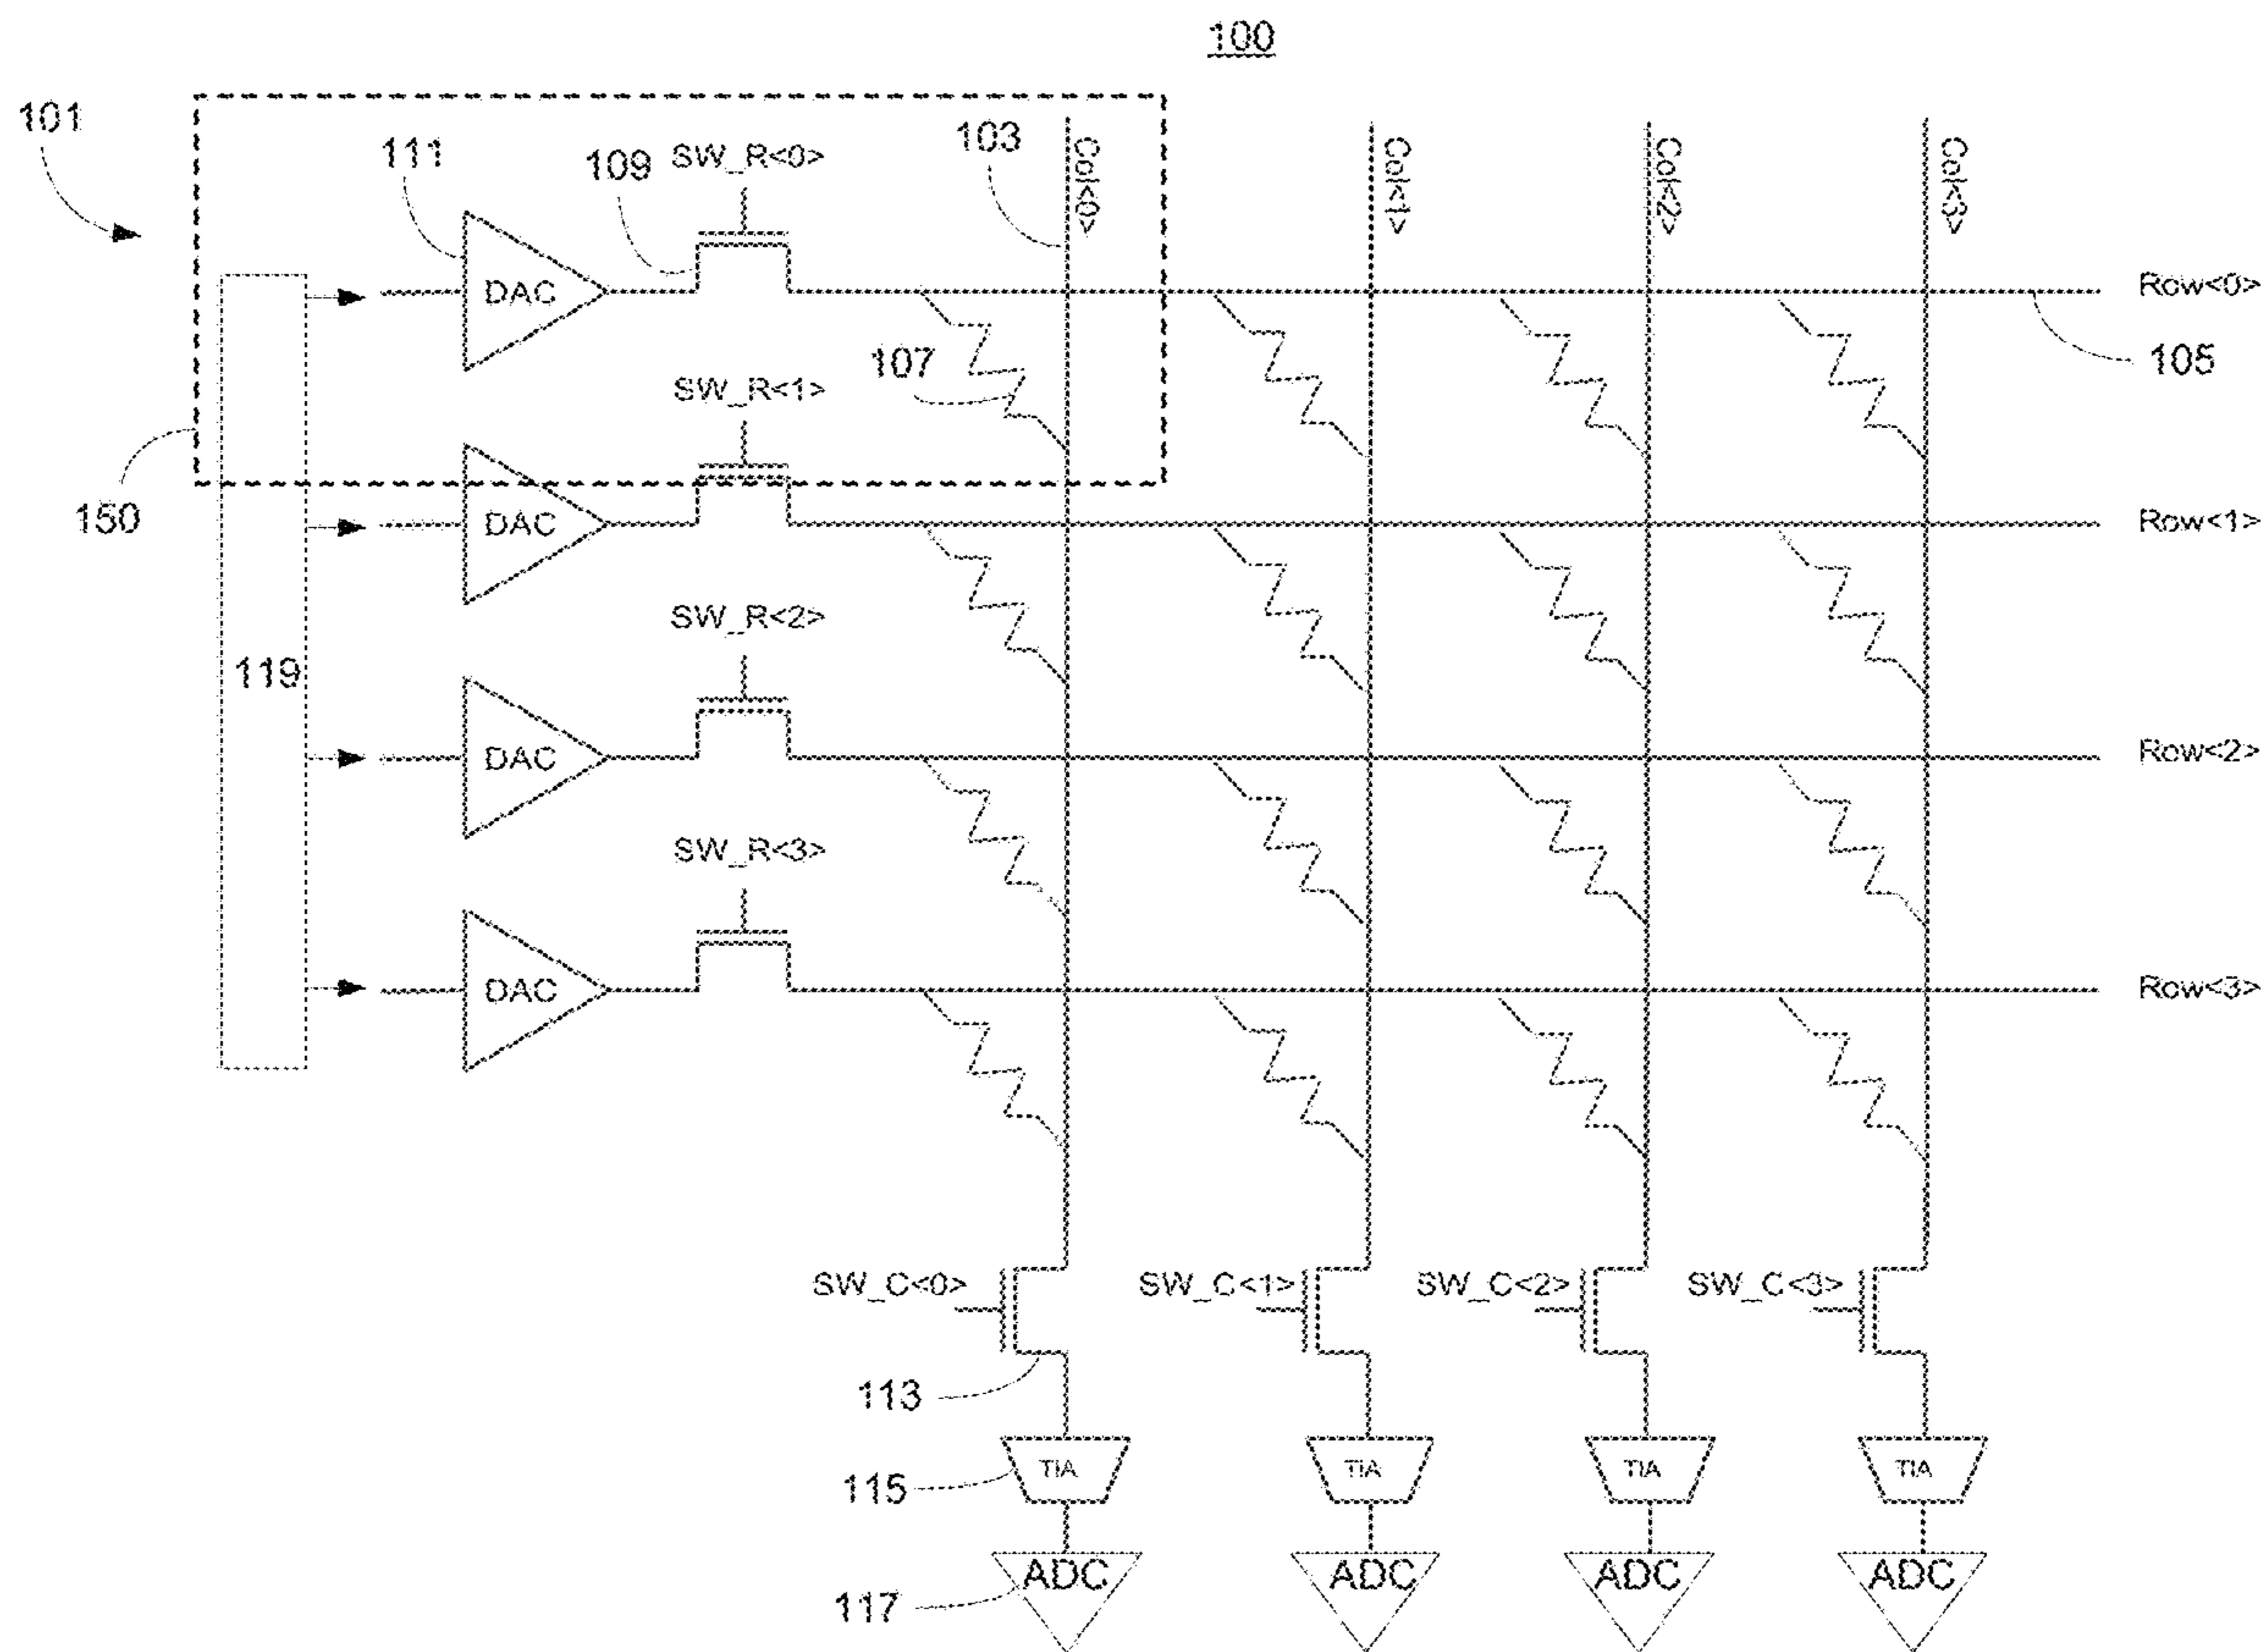 100
101
111
109
SW_R<0>
103
Col<0>
Col<1>
Col<2>
Col<3>
DAC
Row<0>
107
105
SW_R<1>
150
DAC
Row<1>
SW_R<2>
119
DAC
Row<2>
SW_R<3>
DAC
Row<3>
SW_C<0>
SW_C<1>
SW_C<2>
SW_C<3>
113
TIA
TIA
TIA
TIA
115
ADC
ADC
ADC
ADC
117